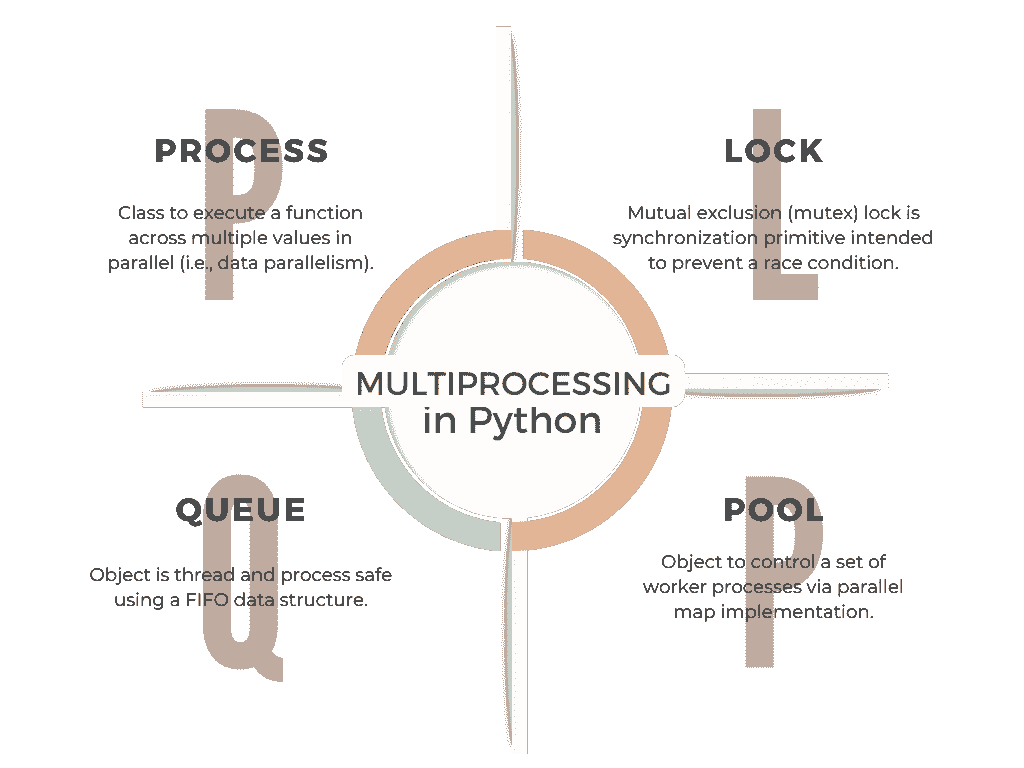 PROCESS
Class to execute a function
across multiple values in
parallel (i.e., data parallelism).
LOCK
Mutual exclusion (mutex) lock is
synchronization primitive intended
to prevent a race condition.
MULTIPROCESSING
in Python
QUEUE
Object is thread and process safe
using a FIFO data structure.
POOL
Object to control a set of
worker processes via parallel
map implementation.
P
L
Q
P